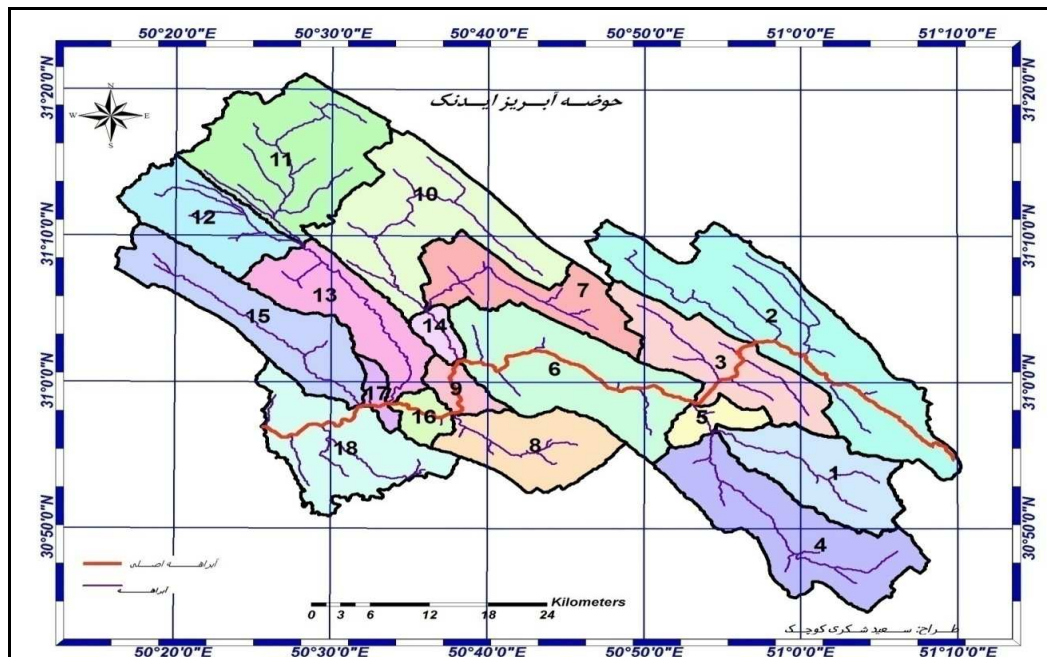 50°20'0"E 50°30'0"E 50°40'0"E 50°50'0"E 51°0'0"E 51°10'0"E
31°20'0"N 31°20'0"N
حوضه آبریز ایدنک
N
W E
S
11
10
12
31°10'0"N 31°10'0"N
13
7
2
15
14
3
6
31°0'0"N 31°0'0"N
17 9
16 5
18 8 1
30°50'0"N 30°50'0"N
4
آبراهه اصلی
آبراهه
Kilometers
0 3 6 12 18 24
طراح: سعید شکری کوچک
50°20'0"E 50°30'0"E 50°40'0"E 50°50'0"E 51°0'0"E 51°10'0"E